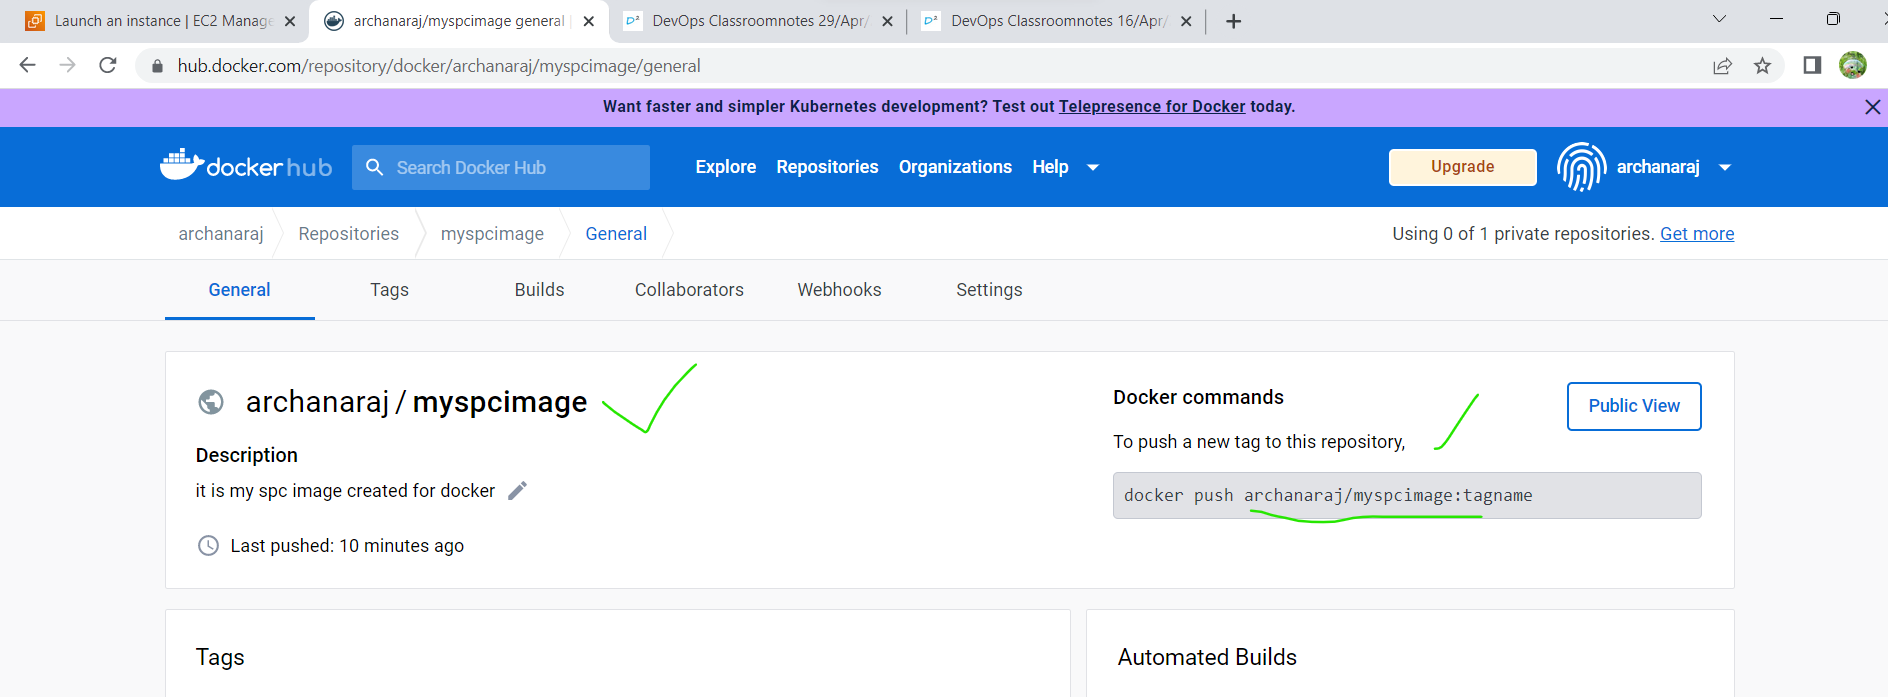 Launch an instance | EC2 Manage
archanaraj/myspcimage general |
DevOps Classroomnotes 29/Apr/
DevOps Classroomnotes 16/Apr/
hub.docker.com/repository/docker/archanaraj/myspcimage/general
Want faster and simpler Kubernetes development? Test out Telepresence for Docker today.
docker hub
Search Docker Hub
Explore
Repositories
Organizations
Help
Upgrade
archanaraj
archanaraj
Repositories
myspcimage
General
Using 0 of 1 private repositories. Get more
General
Tags
Builds
Collaborators
Webhooks
Settings
archanaraj / myspcimage
Description
it is my spc image created for docker
Last pushed: 10 minutes ago
Docker commands
Public View
To push a new tag to this repository,
docker push archanaraj/myspcimage:tagname
Tags
Automated Builds